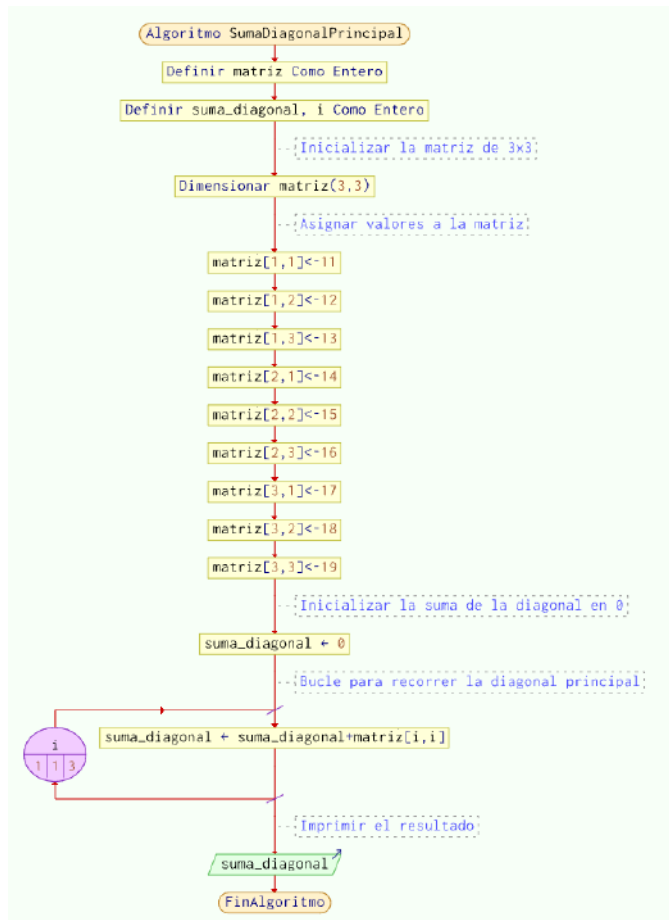 Algoritmo SumaDiagonalPrincipal
Definir matriz Como Entero
Definir suma_diagonal, i Como Entero
Inicializar la matriz de 3x3
Dimensionar matriz(3,3)
Asignar valores a la matriz
matriz[1,1]<-11
matriz[1,2]<-12
matriz[1,3]<-13
matriz[2,1]<-14
matriz[2,2]<-15
matriz[2,3]<-16
matriz[3,1]<-17
matriz[3,2]<-18
matriz[3,3]<-19
Inicializar la suma de la diagonal en 0
suma_diagonal ← 0
Bucle para recorrer la diagonal principal
suma_diagonal ← suma_diagonal+matriz[i,i]
i
1 1 3
Imprimir el resultado
suma_diagonal
FinAlgoritmo